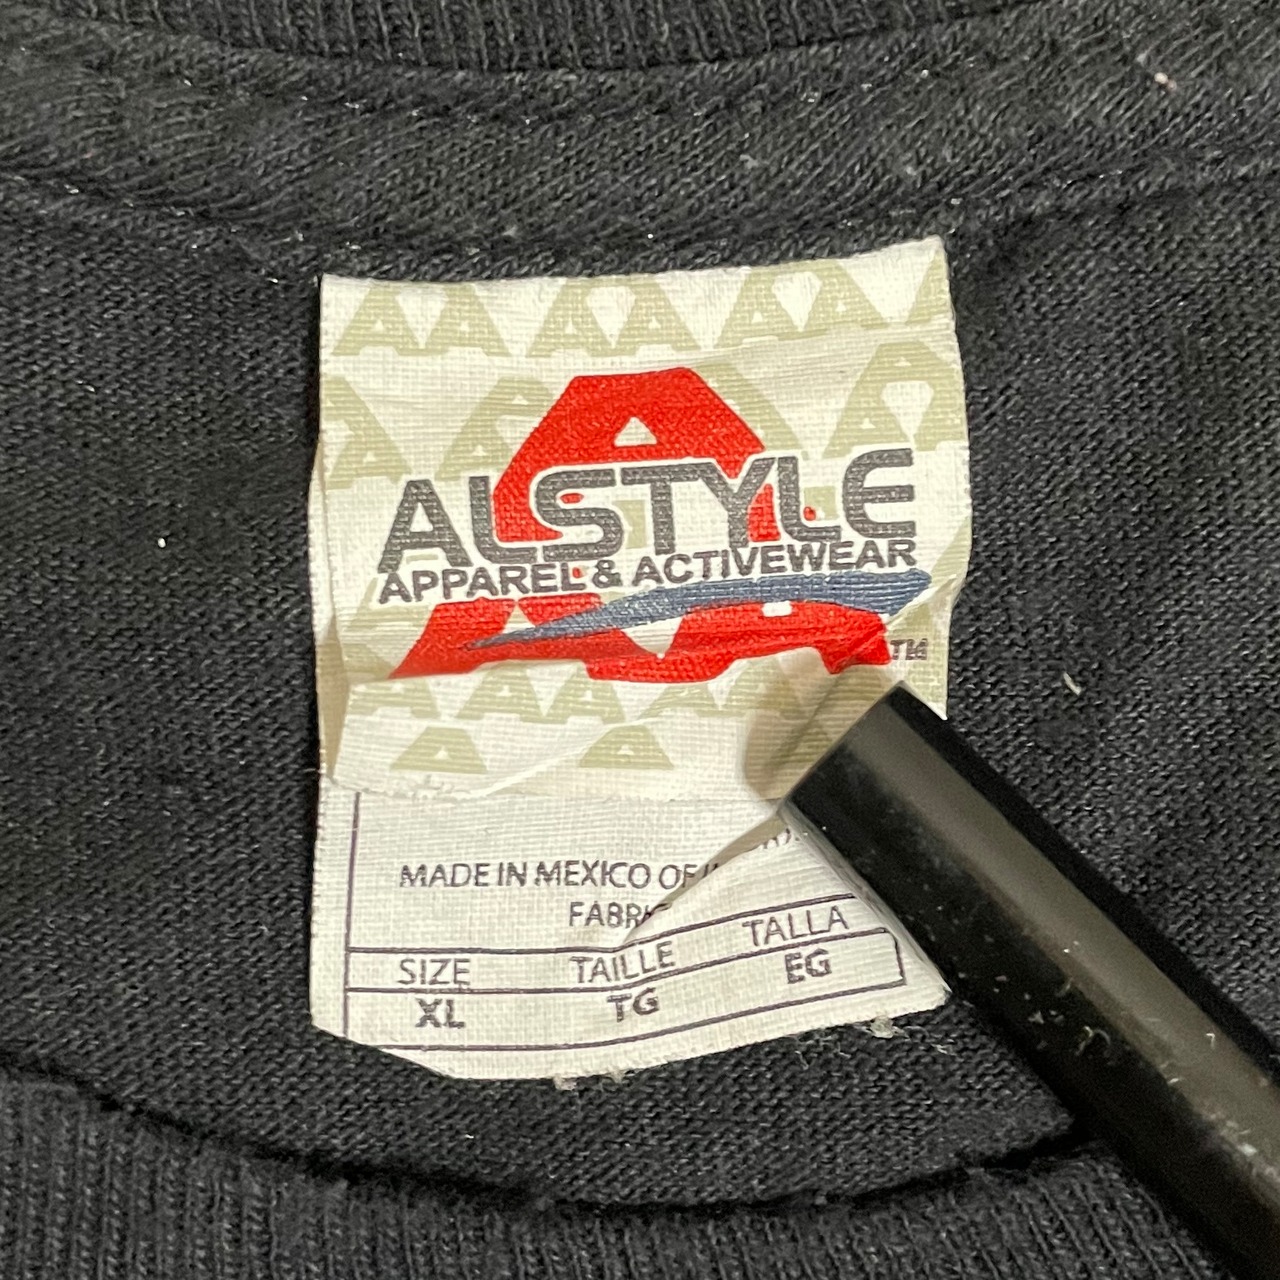 ALSTYLE
APPAREL & ACTIVEWEAR
TM
MADE IN MEXICO OF
SIZE TAILLE TALLA
XL TG EG